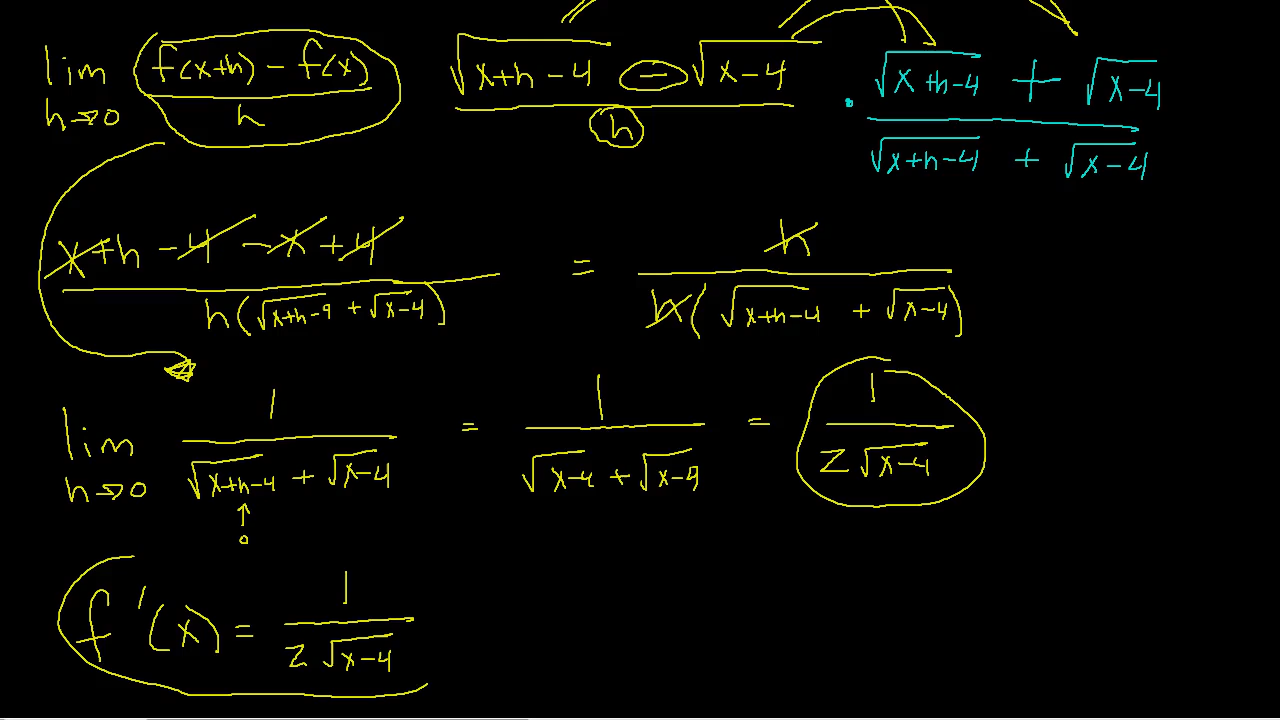 lim h→0 (f(x+h) − f(x))/h (√(x+h−4) − √(x−4))/h · (√(x+h−4) + √(x−4))/(√(x+h−4) + √(x−4))
(x+h−4−x+4)/(h(√(x+h−4) + √(x−4))) = h/(h(√(x+h−4) + √(x−4)))
lim h→0 1/(√(x+h−4) + √(x−4)) = 1/(√(x−4) + √(x−4)) = 1/(2√(x−4))
↑
0
f'(x) = 1/(2√(x−4))